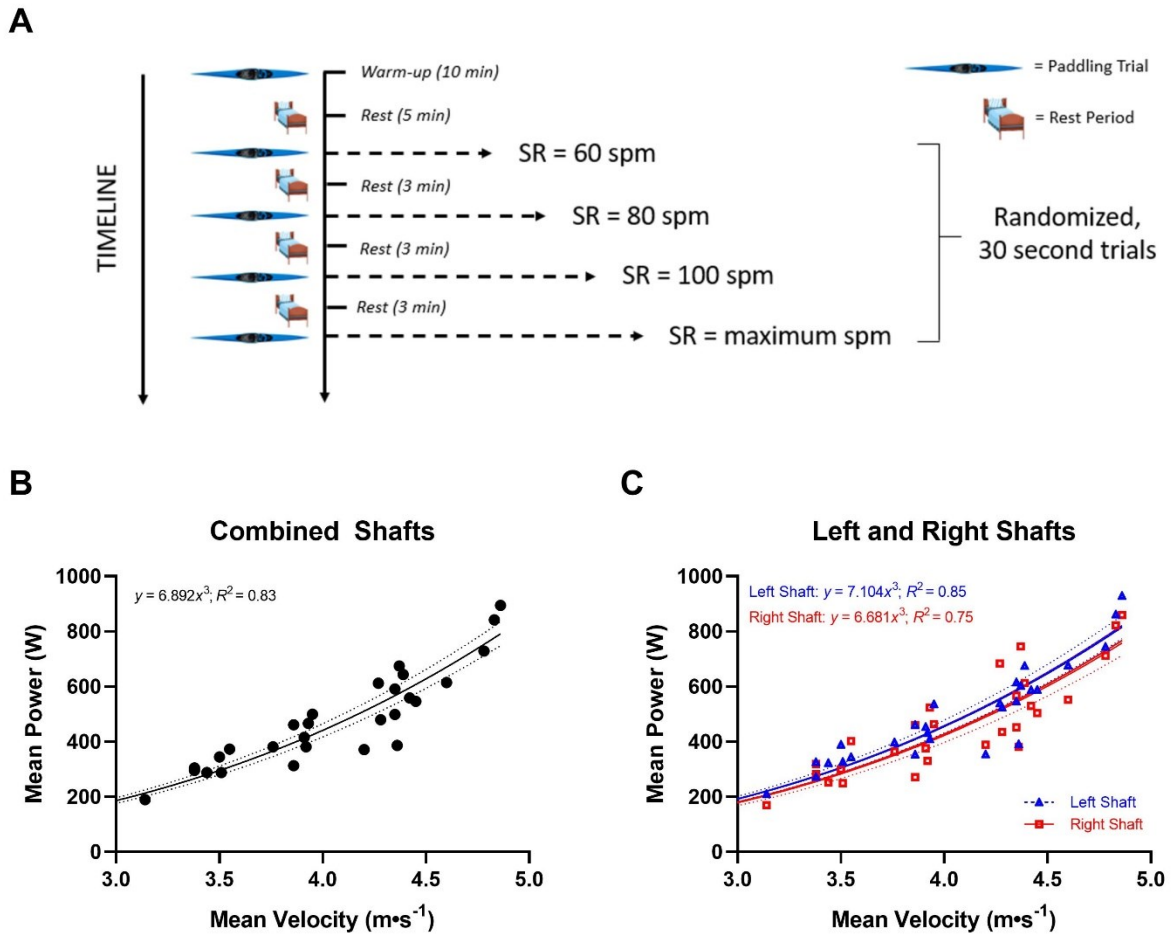 A
TIMELINE
Warm-up (10 min)
Rest (5 min)
SR = 60 spm
Rest (3 min)
SR = 80 spm
Rest (3 min)
SR = 100 spm
Rest (3 min)
SR = maximum spm
= Paddling Trial
= Rest Period
Randomized,
30 second trials
B
Combined Shafts
y = 6.892x³; R² = 0.83
Mean Power (W)
1000
800
600
400
200
0
3.0 3.5 4.0 4.5 5.0
Mean Velocity (m•s⁻¹)
C
Left and Right Shafts
Left Shaft: y = 7.104x³; R² = 0.85
Right Shaft: y = 6.681x³; R² = 0.75
Mean Power (W)
1000
800
600
400
200
0
Left Shaft
Right Shaft
3.0 3.5 4.0 4.5 5.0
Mean Velocity (m•s⁻¹)